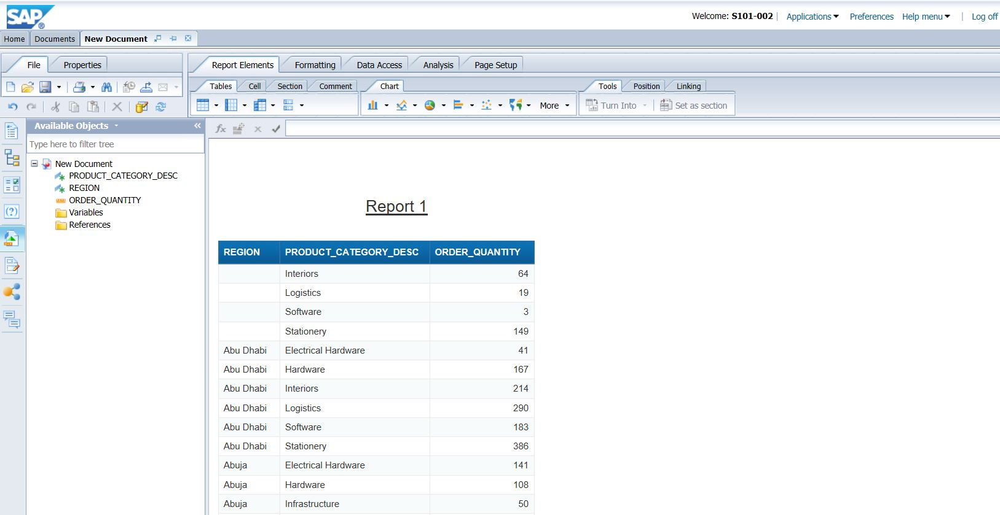 SAP®
Welcome: S101-002 | Applications Preferences Help menu | Log off
Home Documents New Document
File Properties Report Elements Formatting Data Access Analysis Page Setup
Tables Cell Section Comment Chart Tools Position Linking
More Turn Into Set as section
Available Objects «
fx
Type here to filter tree
New Document
PRODUCT_CATEGORY_DESC
REGION
ORDER_QUANTITY
Variables
References
Report 1
REGION PRODUCT_CATEGORY_DESC ORDER_QUANTITY
Interiors 64
Logistics 19
Software 3
Stationery 149
Abu Dhabi Electrical Hardware 41
Abu Dhabi Hardware 167
Abu Dhabi Interiors 214
Abu Dhabi Logistics 290
Abu Dhabi Software 183
Abu Dhabi Stationery 386
Abuja Electrical Hardware 141
Abuja Hardware 108
Abuja Infrastructure 50